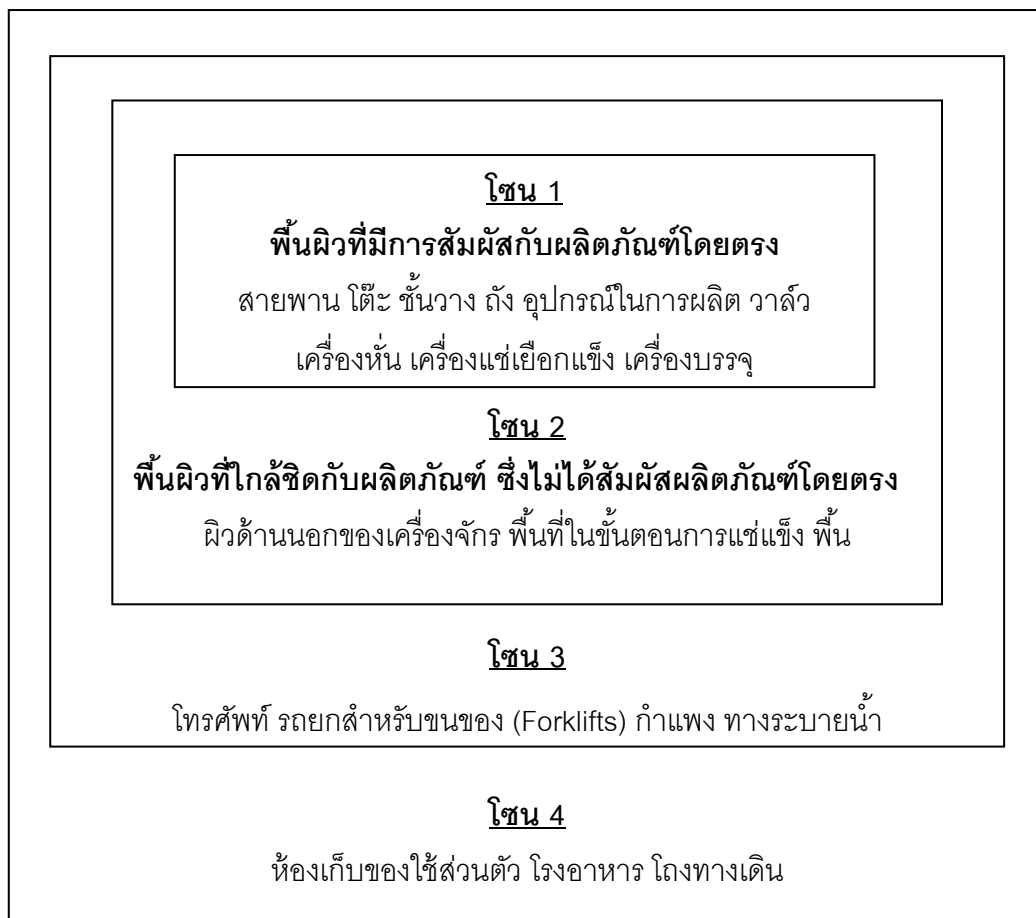 โซน 1
พื้นผิวที่มีการสัมผัสกับผลิตภัณฑ์โดยตรง
สายพาน โต๊ะ ชั้นวาง ถัง อุปกรณ์ในการผลิต วาล์ว
เครื่องหั่น เครื่องแช่เยือกแข็ง เครื่องบรรจุ
โซน 2
พื้นผิวที่ใกล้ชิดกับผลิตภัณฑ์ ซึ่งไม่ได้สัมผัสผลิตภัณฑ์โดยตรง
ผิวด้านนอกของเครื่องจักร พื้นที่ในขั้นตอนการแช่แข็ง พื้น
โซน 3
โทรศัพท์ รถยกสำหรับขนของ (Forklifts) กำแพง ทางระบายน้ำ
โซน 4
ห้องเก็บของใช้ส่วนตัว โรงอาหาร โถงทางเดิน